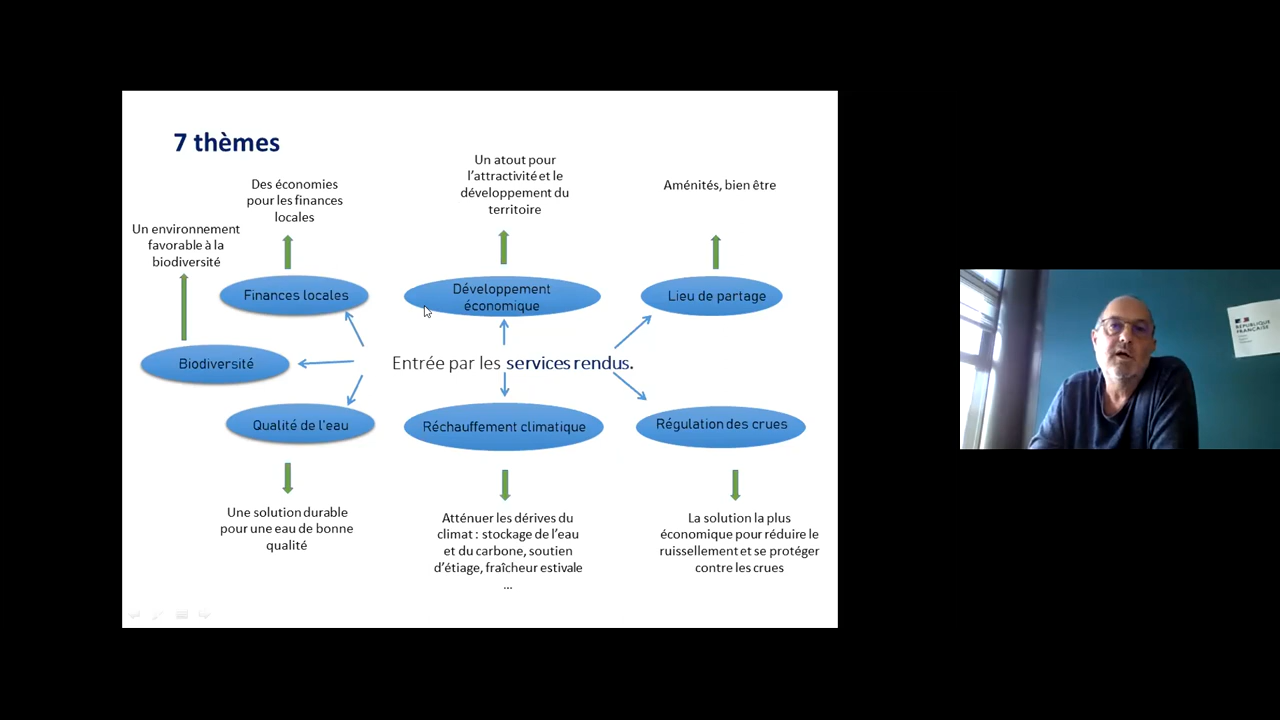 7 thèmes
Un atout pour
l'attractivité et le
développement du
territoire
Des économies
pour les finances
locales
Aménités, bien être
Un environnement
favorable à la
biodiversité
Finances locales
Développement
économique
Lieu de partage
Biodiversité
Entrée par les services rendus.
Qualité de l'eau
Réchauffement climatique
Régulation des crues
Une solution durable
pour une eau de bonne
qualité
Atténuer les dérives du
climat : stockage de l'eau
et du carbone, soutien
d'étiage, fraîcheur estivale
...
La solution la plus
économique pour réduire le
ruissellement et se protéger
contre les crues
RÉPUBLIQUE
FRANÇAISE